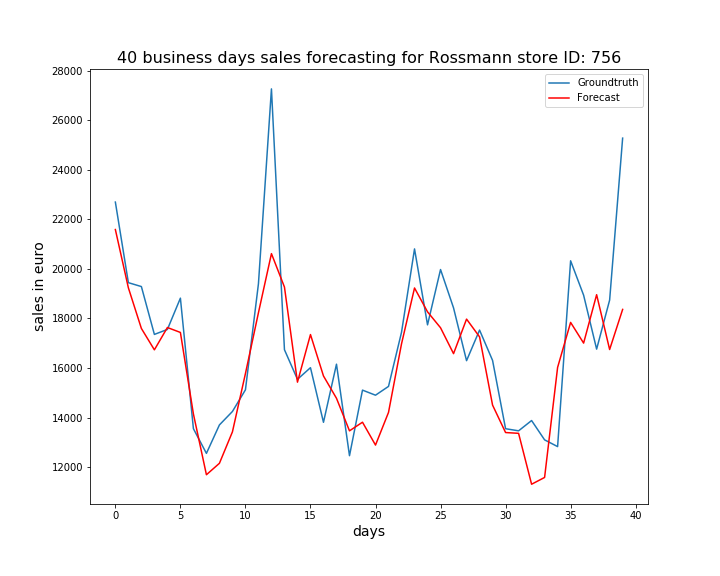 40 business days sales forecasting for Rossmann store ID: 756
28000
26000
24000
22000
20000
18000
16000
14000
12000
sales in euro
Groundtruth
Forecast
0 5 10 15 20 25 30 35 40
days